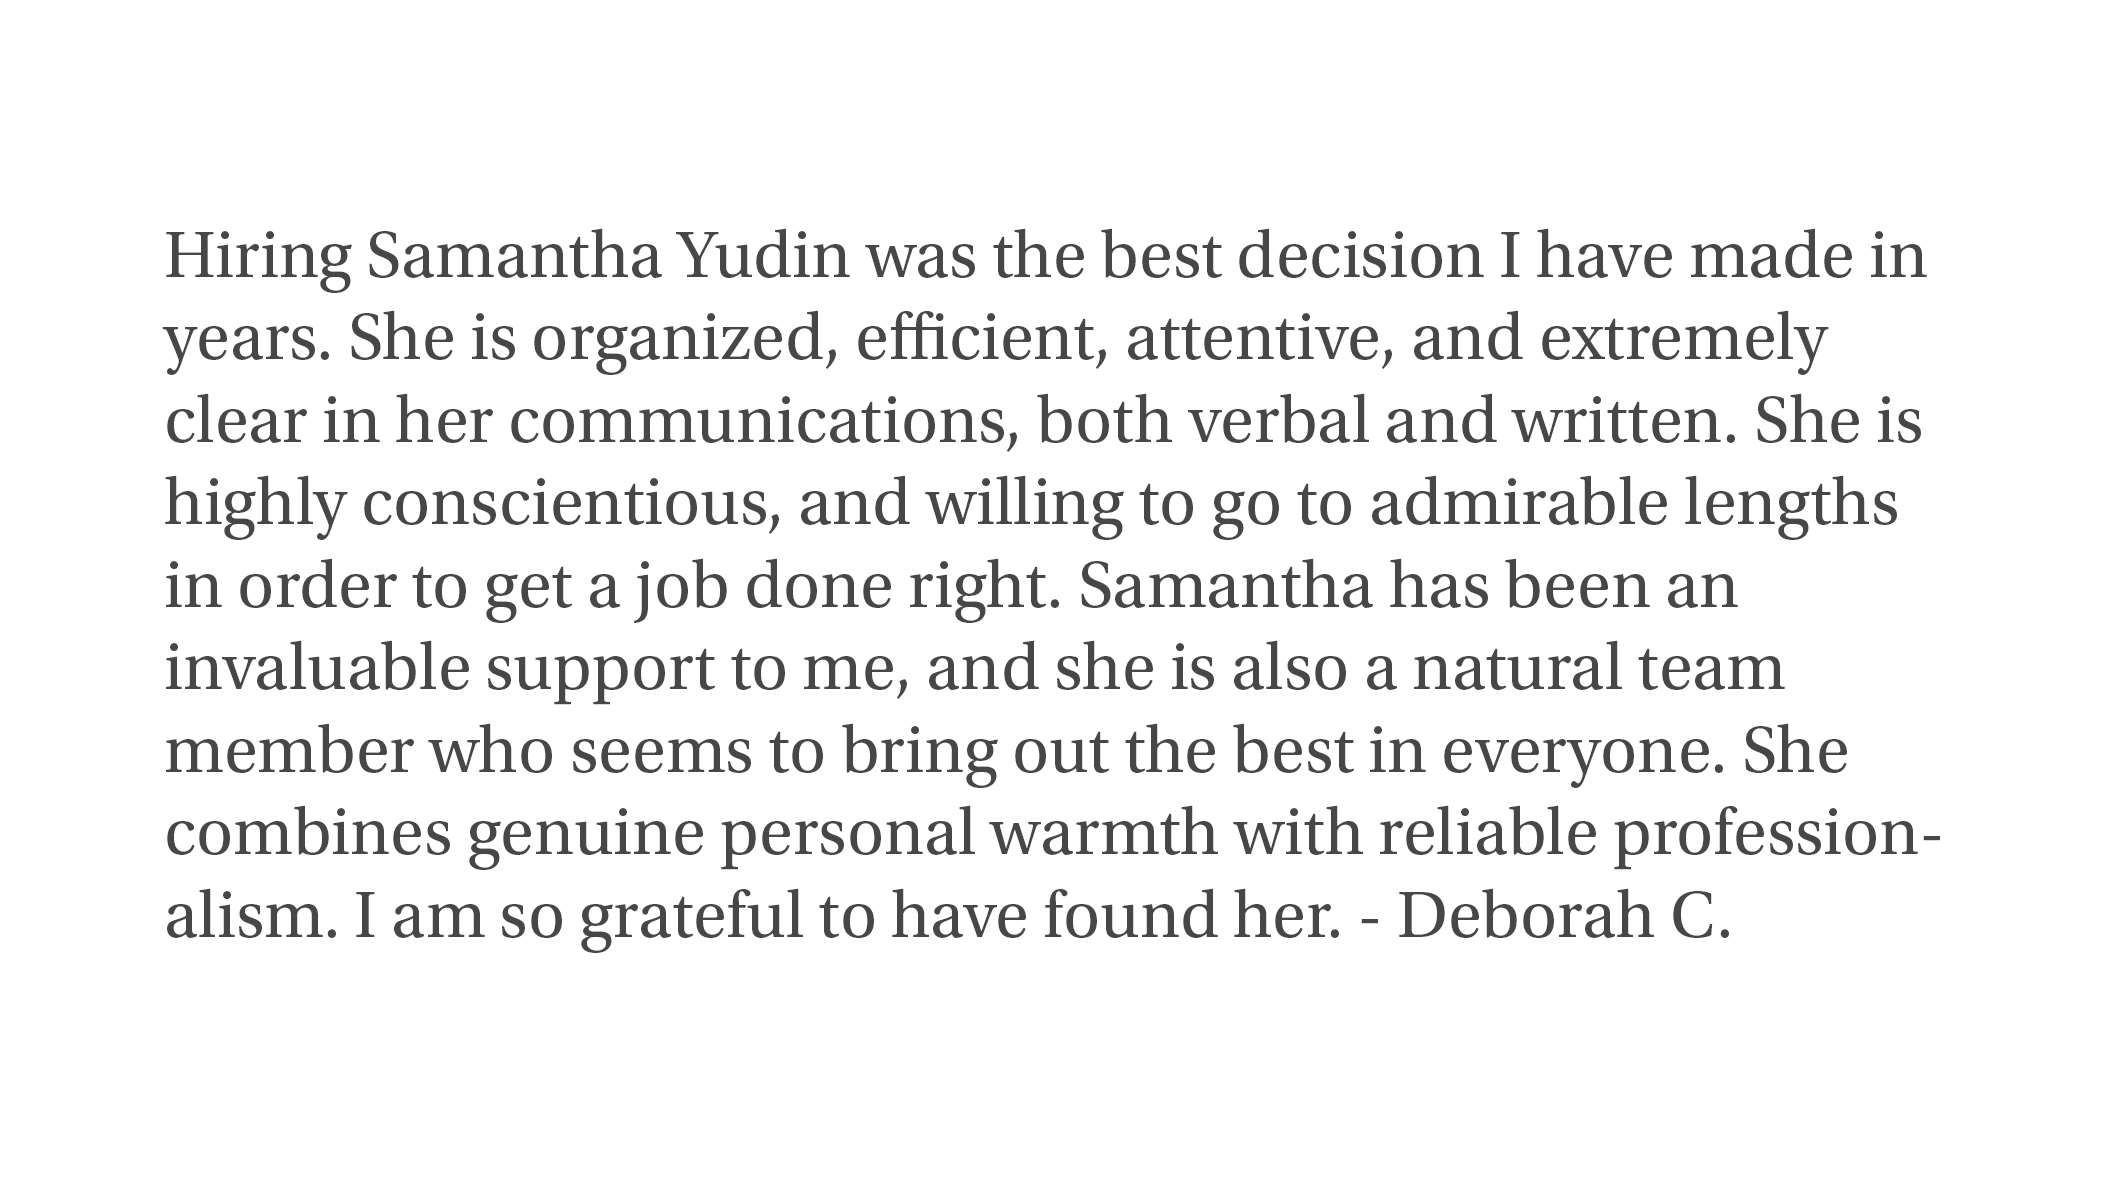 Hiring Samantha Yudin was the best decision I have made in
years. She is organized, efficient, attentive, and extremely
clear in her communications, both verbal and written. She is
highly conscientious, and willing to go to admirable lengths
in order to get a job done right. Samantha has been an
invaluable support to me, and she is also a natural team
member who seems to bring out the best in everyone. She
combines genuine personal warmth with reliable profession-
alism. I am so grateful to have found her. - Deborah C.